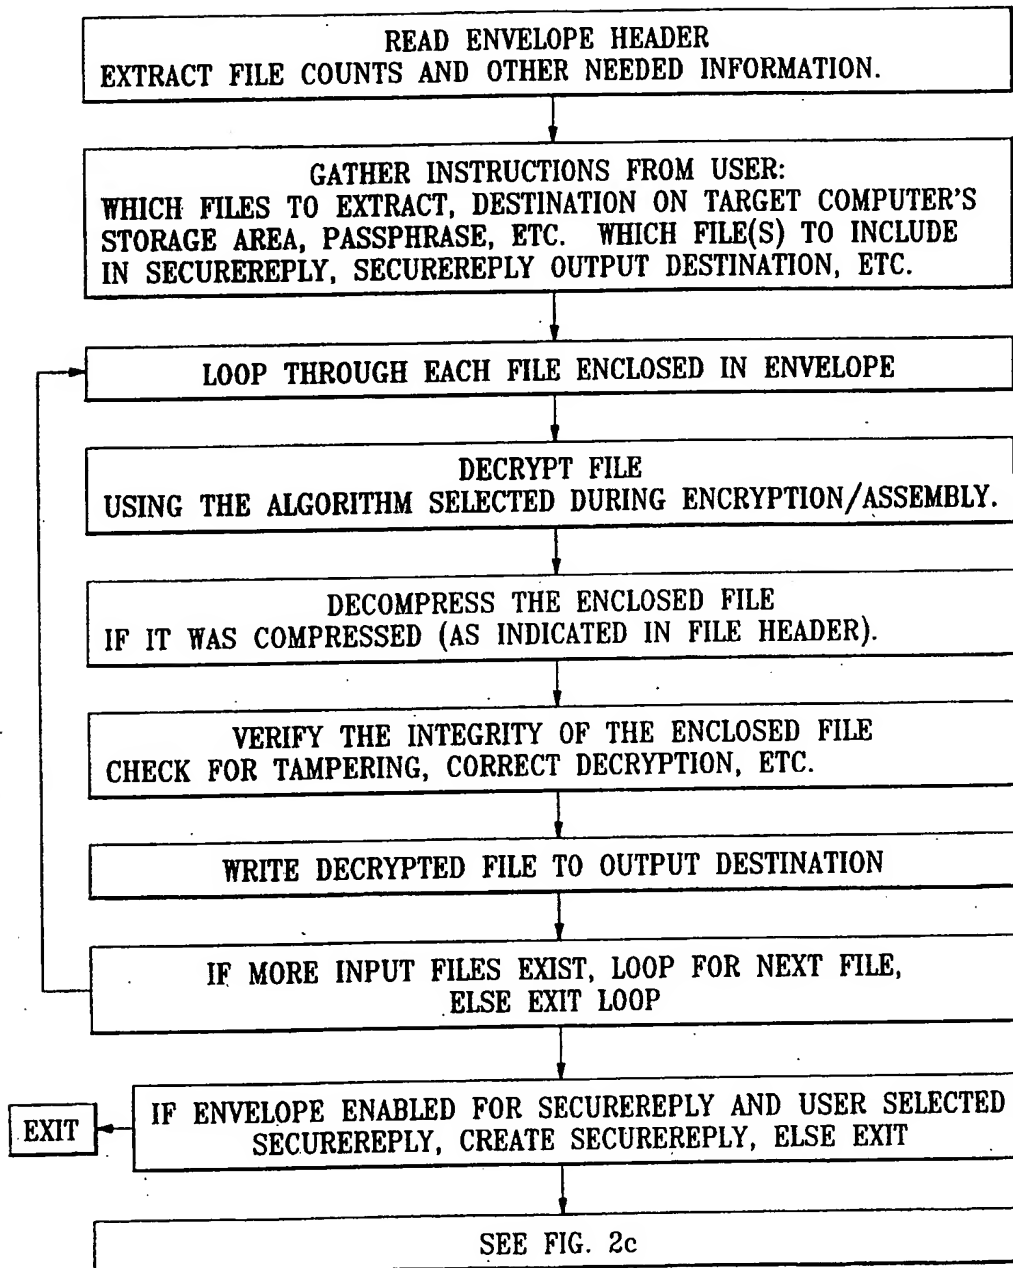 READ ENVELOPE HEADER
EXTRACT FILE COUNTS AND OTHER NEEDED INFORMATION.
GATHER INSTRUCTIONS FROM USER:
WHICH FILES TO EXTRACT, DESTINATION ON TARGET COMPUTER'S
STORAGE AREA, PASSPHRASE, ETC. WHICH FILE(S) TO INCLUDE
IN SECUREREPLY, SECUREREPLY OUTPUT DESTINATION, ETC.
LOOP THROUGH EACH FILE ENCLOSED IN ENVELOPE
DECRYPT FILE
USING THE ALGORITHM SELECTED DURING ENCRYPTION/ASSEMBLY.
DECOMPRESS THE ENCLOSED FILE
IF IT WAS COMPRESSED (AS INDICATED IN FILE HEADER).
VERIFY THE INTEGRITY OF THE ENCLOSED FILE
CHECK FOR TAMPERING, CORRECT DECRYPTION, ETC.
WRITE DECRYPTED FILE TO OUTPUT DESTINATION
IF MORE INPUT FILES EXIST, LOOP FOR NEXT FILE,
ELSE EXIT LOOP
EXIT
IF ENVELOPE ENABLED FOR SECUREREPLY AND USER SELECTED
SECUREREPLY, CREATE SECUREREPLY, ELSE EXIT
SEE FIG. 2c